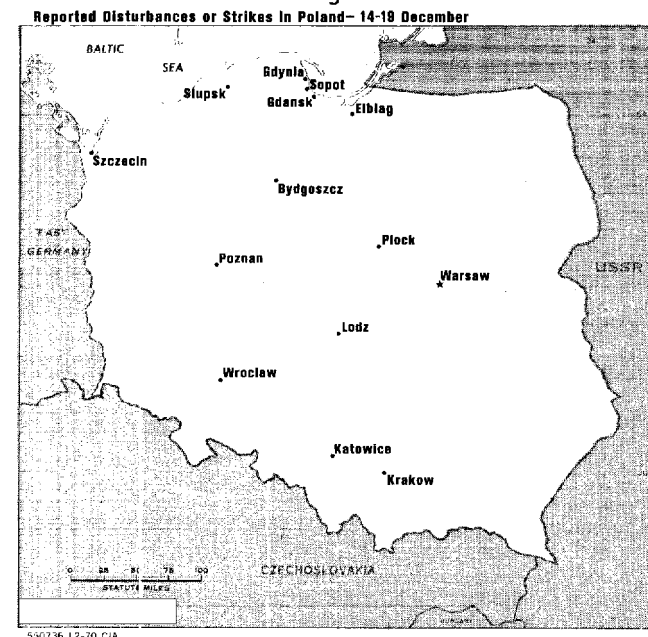 Reported Disturbances or Strikes in Poland– 14-19 December
BALTIC
SEA
Gdynia
Sopot
Slupsk
Gdansk
Elblag
Szczecin
Bydgoszcz
EAST
GERMANY
Plock
Poznan
USSR
Warsaw
Lodz
Wroclaw
Katowice
Krakow
CZECHOSLOVAKIA
0 25 50 75 100
STATUTE MILES
550736 12-70 CIA